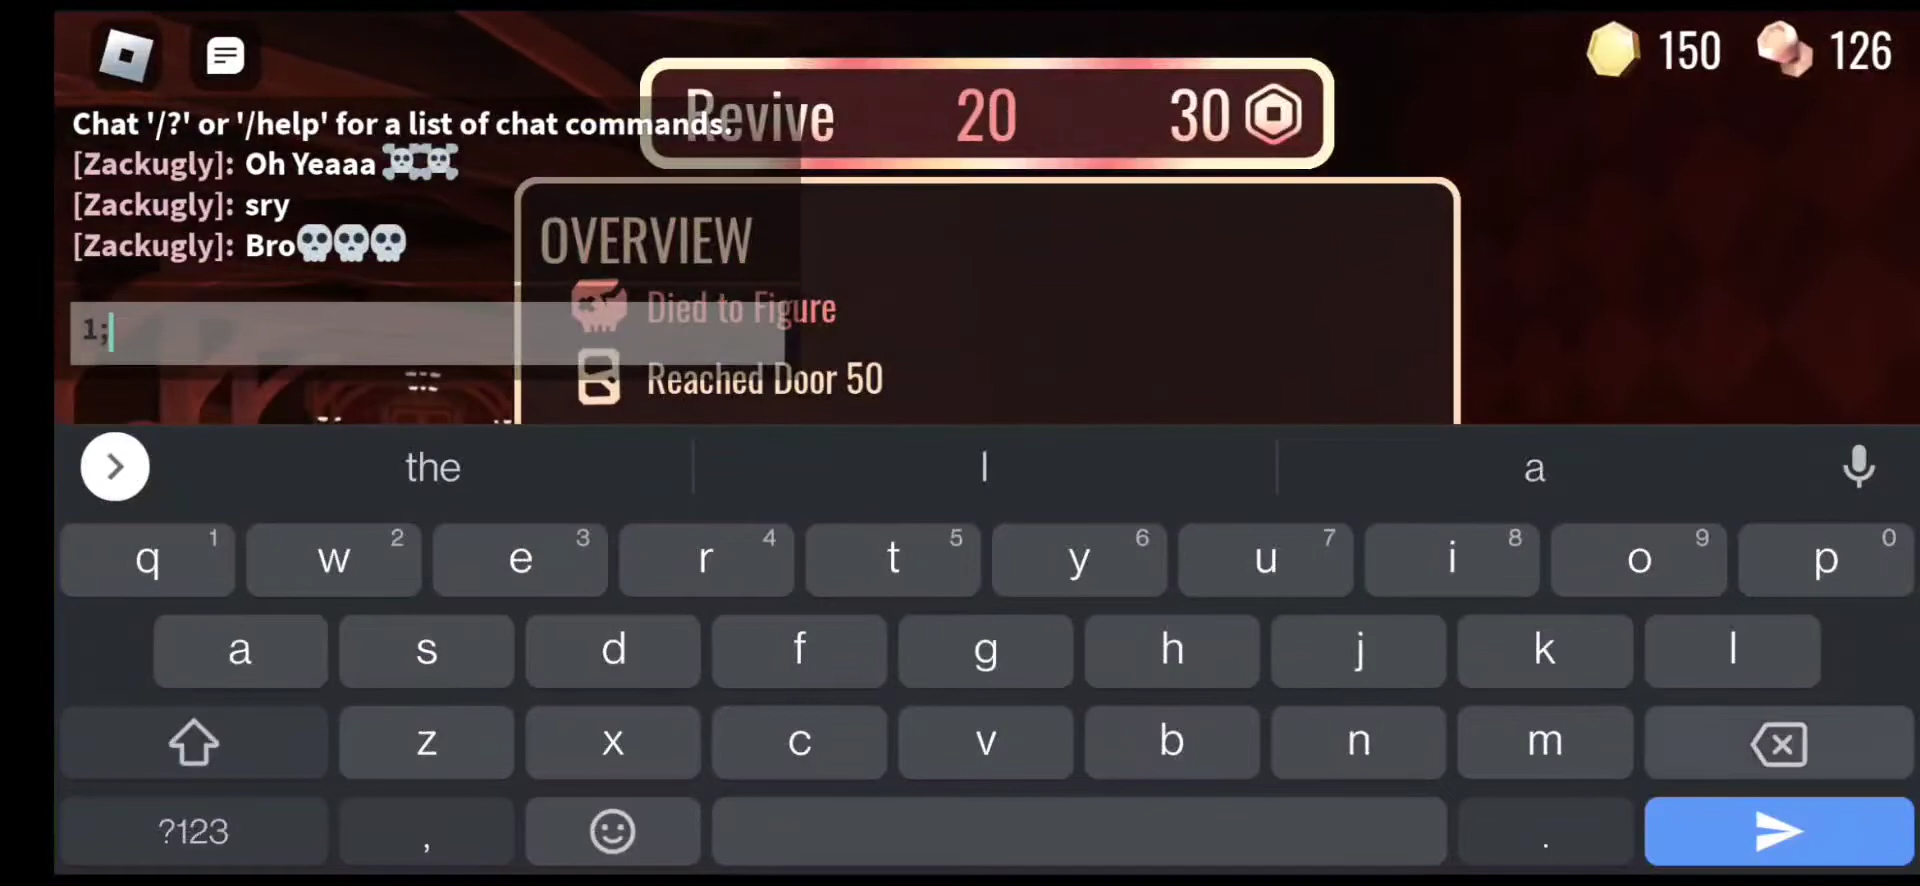 150 126
Revive 20 30
Chat '/?' or '/help' for a list of chat commands.
[Zackugly]: Oh Yeaaa ☠️☠️
[Zackugly]: sry
[Zackugly]: Bro💀💀💀
OVERVIEW
Died to Figure
1;
Reached Door 50
the I a
q 1 w 2 e 3 r 4 t 5 y 6 u 7 i 8 o 9 p 0
a s d f g h j k l
z x c v b n m
?123 , .